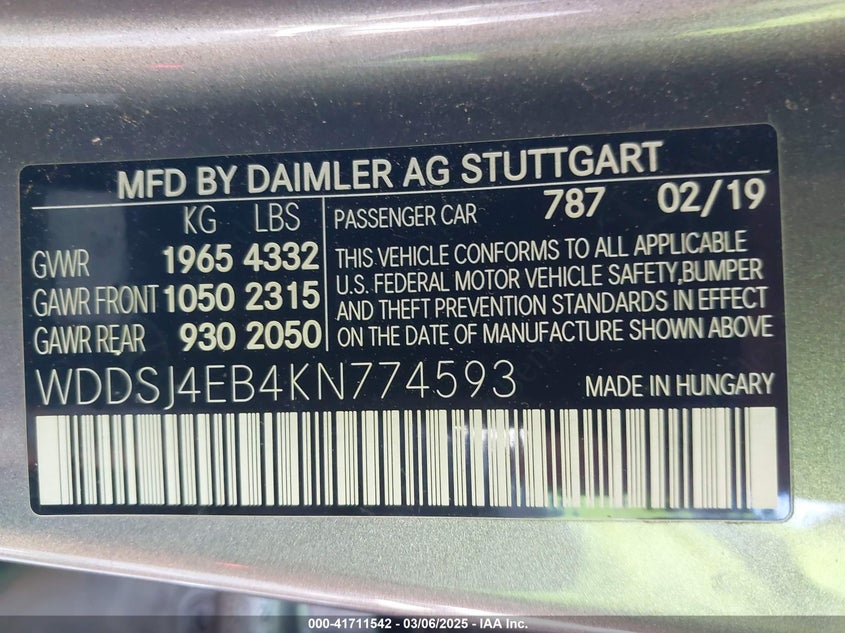 MFD BY DAIMLER AG STUTTGART
KG LBS
GVWR 1965 4332
GAWR FRONT 1050 2315
GAWR REAR 930 2050
PASSENGER CAR 787 02/19
THIS VEHICLE CONFORMS TO ALL APPLICABLE
U.S. FEDERAL MOTOR VEHICLE SAFETY,BUMPER
AND THEFT PREVENTION STANDARDS IN EFFECT
ON THE DATE OF MANUFACTURE SHOWN ABOVE
WDDSJ4EB4KN774593 MADE IN HUNGARY
000-41711542 - 03/06/2025 - IAA Inc.